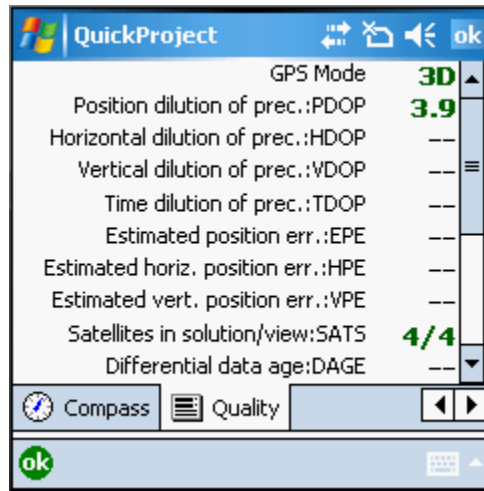 QuickProject ok
GPS Mode 3D
Position dilution of prec.:PDOP 3.9
Horizontal dilution of prec.:HDOP --
Vertical dilution of prec.:VDOP --
Time dilution of prec.:TDOP --
Estimated position err.:EPE --
Estimated horiz. position err.:HPE --
Estimated vert. position err.:VPE --
Satellites in solution/view:SATS 4/4
Differential data age:DAGE --
Compass Quality
ok